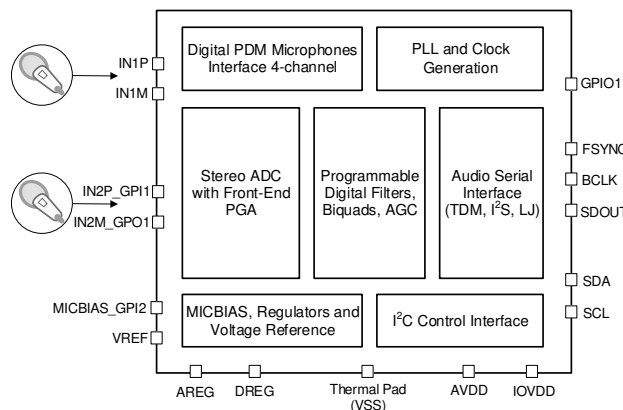 Digital PDM Microphones
Interface 4-channel
PLL and Clock
Generation
IN1P
IN1M
GPIO1
Stereo ADC
with Front-End
PGA
Programmable
Digital Filters,
Biquads, AGC
Audio Serial
Interface
(TDM, I²S, LJ)
FSYNC
BCLK
SDOUT
IN2P_GPI1
IN2M_GPO1
SDA
SCL
MICBIAS_GPI2
VREF
MICBIAS, Regulators and
Voltage Reference
I²C Control Interface
AREG
DREG
Thermal Pad
(VSS)
AVDD
IOVDD